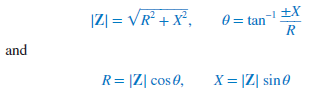 |Z| = √R² + X², θ = tan⁻¹ ±X/R
and
R = |Z| cos θ, X = |Z| sin θ